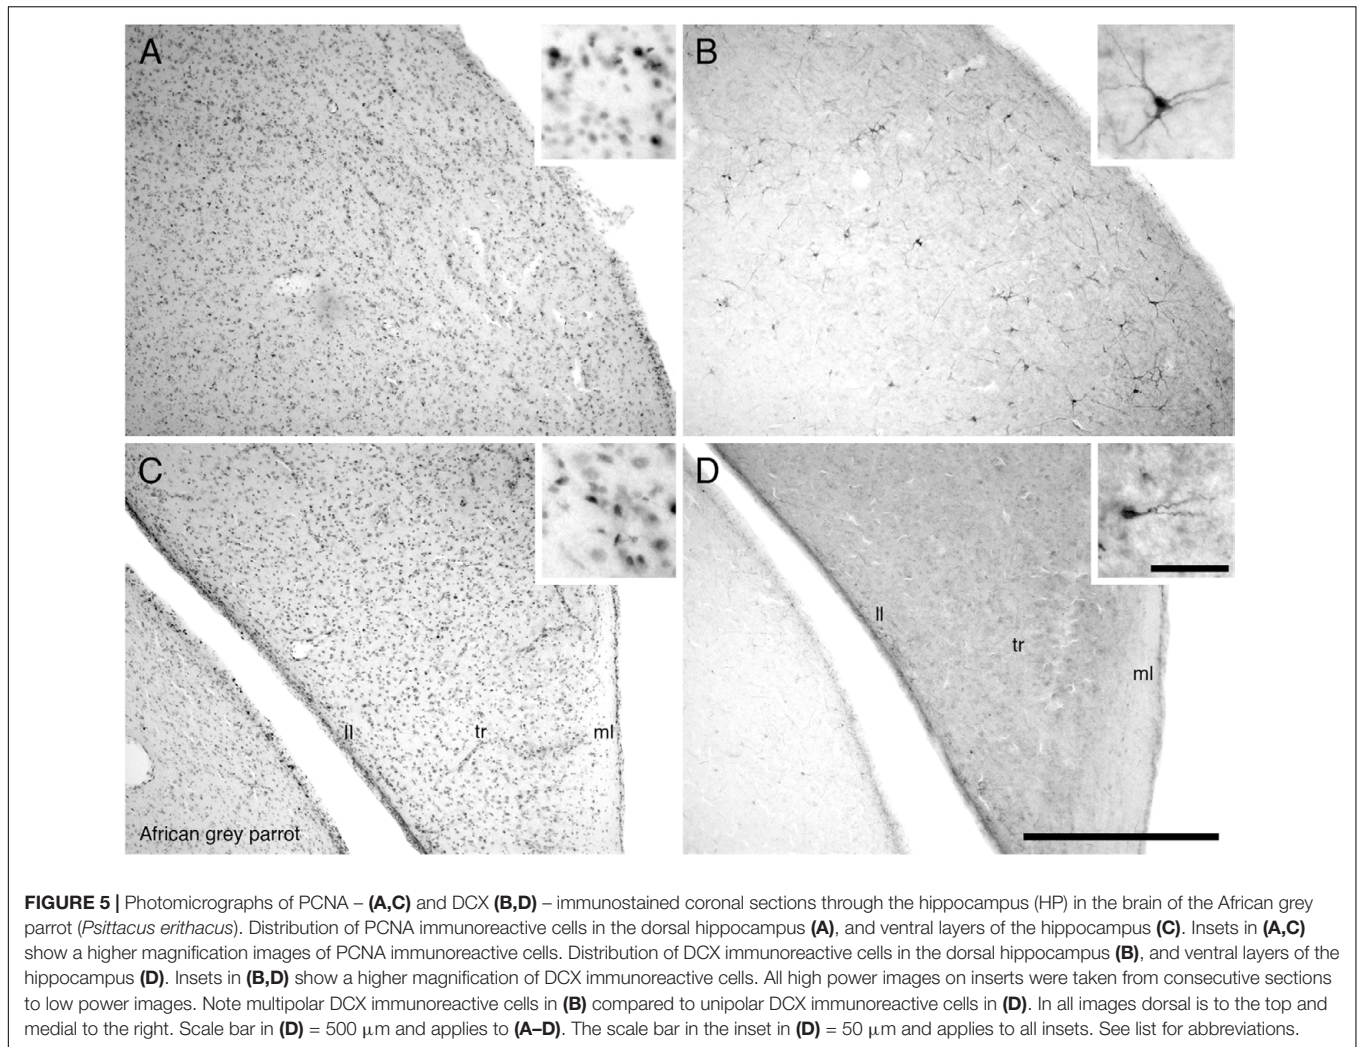 A
B
C
D
ll
tr
ml
ll
tr
ml
African grey parrot
FIGURE 5 | Photomicrographs of PCNA – (A,C) and DCX (B,D) – immunostained coronal sections through the hippocampus (HP) in the brain of the African grey
parrot (Psittacus erithacus). Distribution of PCNA immunoreactive cells in the dorsal hippocampus (A), and ventral layers of the hippocampus (C). Insets in (A,C)
show a higher magnification images of PCNA immunoreactive cells. Distribution of DCX immunoreactive cells in the dorsal hippocampus (B), and ventral layers of the
hippocampus (D). Insets in (B,D) show a higher magnification of DCX immunoreactive cells. All high power images on inserts were taken from consecutive sections
to low power images. Note multipolar DCX immunoreactive cells in (B) compared to unipolar DCX immunoreactive cells in (D). In all images dorsal is to the top and
medial to the right. Scale bar in (D) = 500 μm and applies to (A–D). The scale bar in the inset in (D) = 50 μm and applies to all insets. See list for abbreviations.